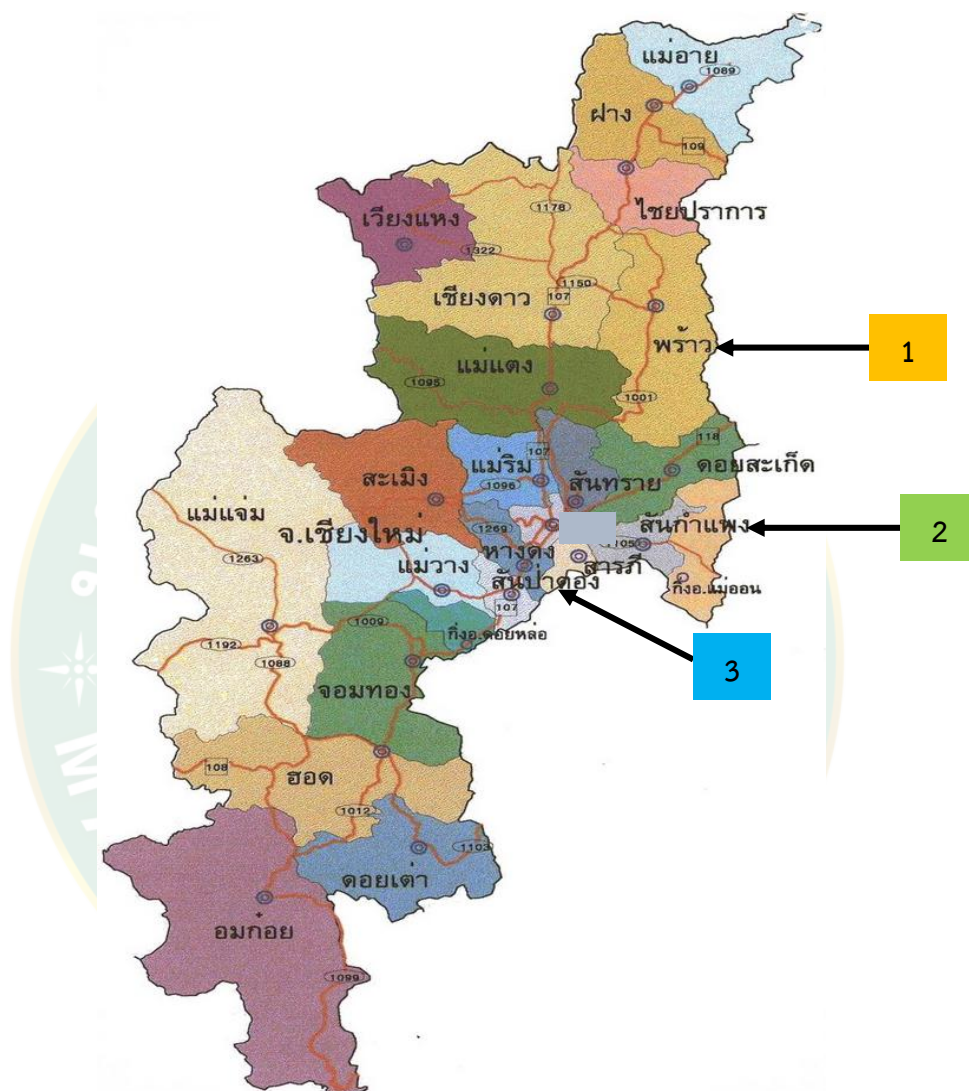 แม่อาย
1089
ฝาง
109
ไชยปราการ
เวียงแหง
1178
1322
เชียงดาว
107
1150
พร้าว
1
แม่แตง
1095
1001
118
ดอยสะเก็ด
แม่ริม
107
1096
สันทราย
สะเมิง
แม่แจ่ม
จ.เชียงใหม่
1269
สันกำแพง
2
1263
หางดง
สารภี
แม่วาง
สันป่าตอง
107
กิ่งอ.แม่ออน
3
1009
กิ่งอ.ดอยหล่อ
1192
1088
จอมทอง
108
ฮอด
1012
1103
ดอยเต่า
อมก๋อย
1099